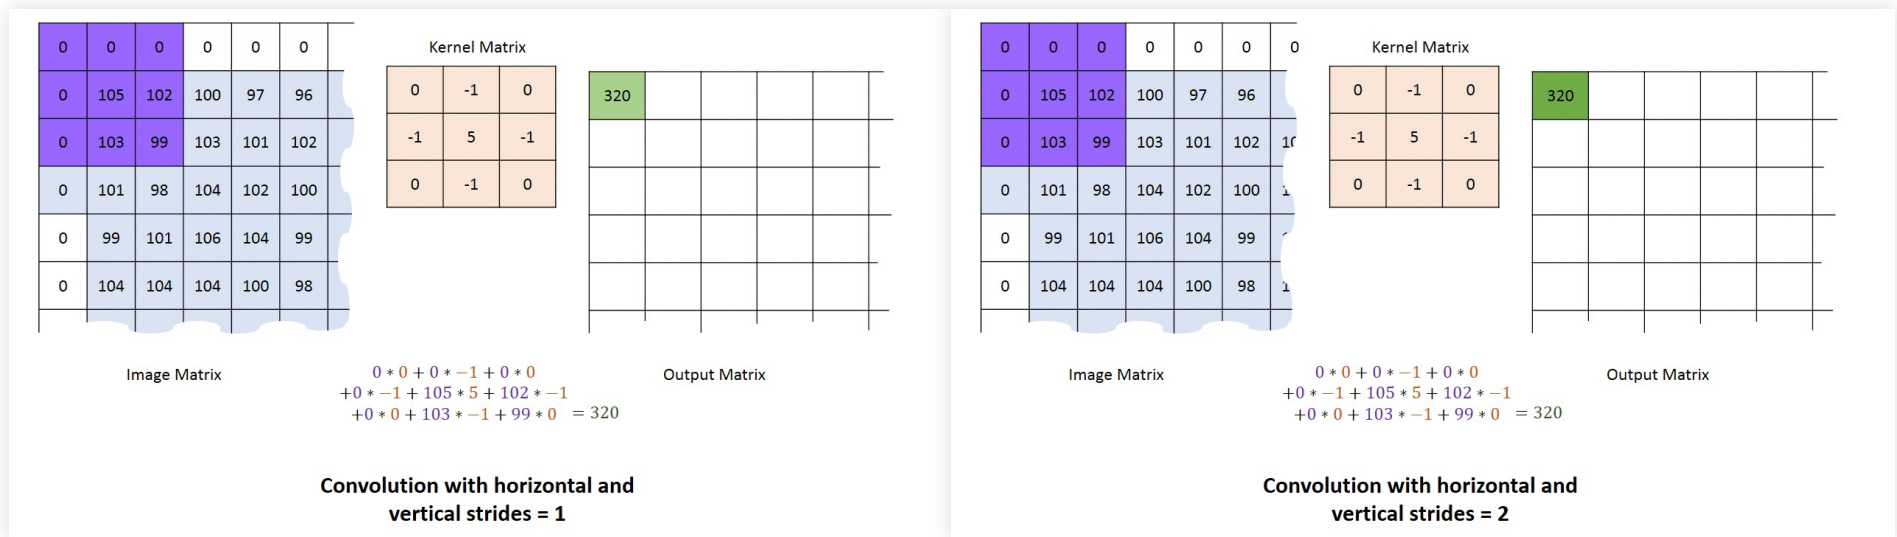 0 0 0 0 0 0
0 105 102 100 97 96
0 103 99 103 101 102
0 101 98 104 102 100
0 99 101 106 104 99
0 104 104 104 100 98
Image Matrix
Kernel Matrix
0 -1 0
-1 5 -1
0 -1 0
320
Output Matrix
0 * 0 + 0 * −1 + 0 * 0
+0 * −1 + 105 * 5 + 102 * −1
+0 * 0 + 103 * −1 + 99 * 0 = 320
Convolution with horizontal and
vertical strides = 1
0 0 0 0 0 0 0
0 105 102 100 97 96
0 103 99 103 101 102
0 101 98 104 102 100
0 99 101 106 104 99
0 104 104 104 100 98
Image Matrix
Kernel Matrix
0 -1 0
-1 5 -1
0 -1 0
320
Output Matrix
0 * 0 + 0 * −1 + 0 * 0
+0 * −1 + 105 * 5 + 102 * −1
+0 * 0 + 103 * −1 + 99 * 0 = 320
Convolution with horizontal and
vertical strides = 2